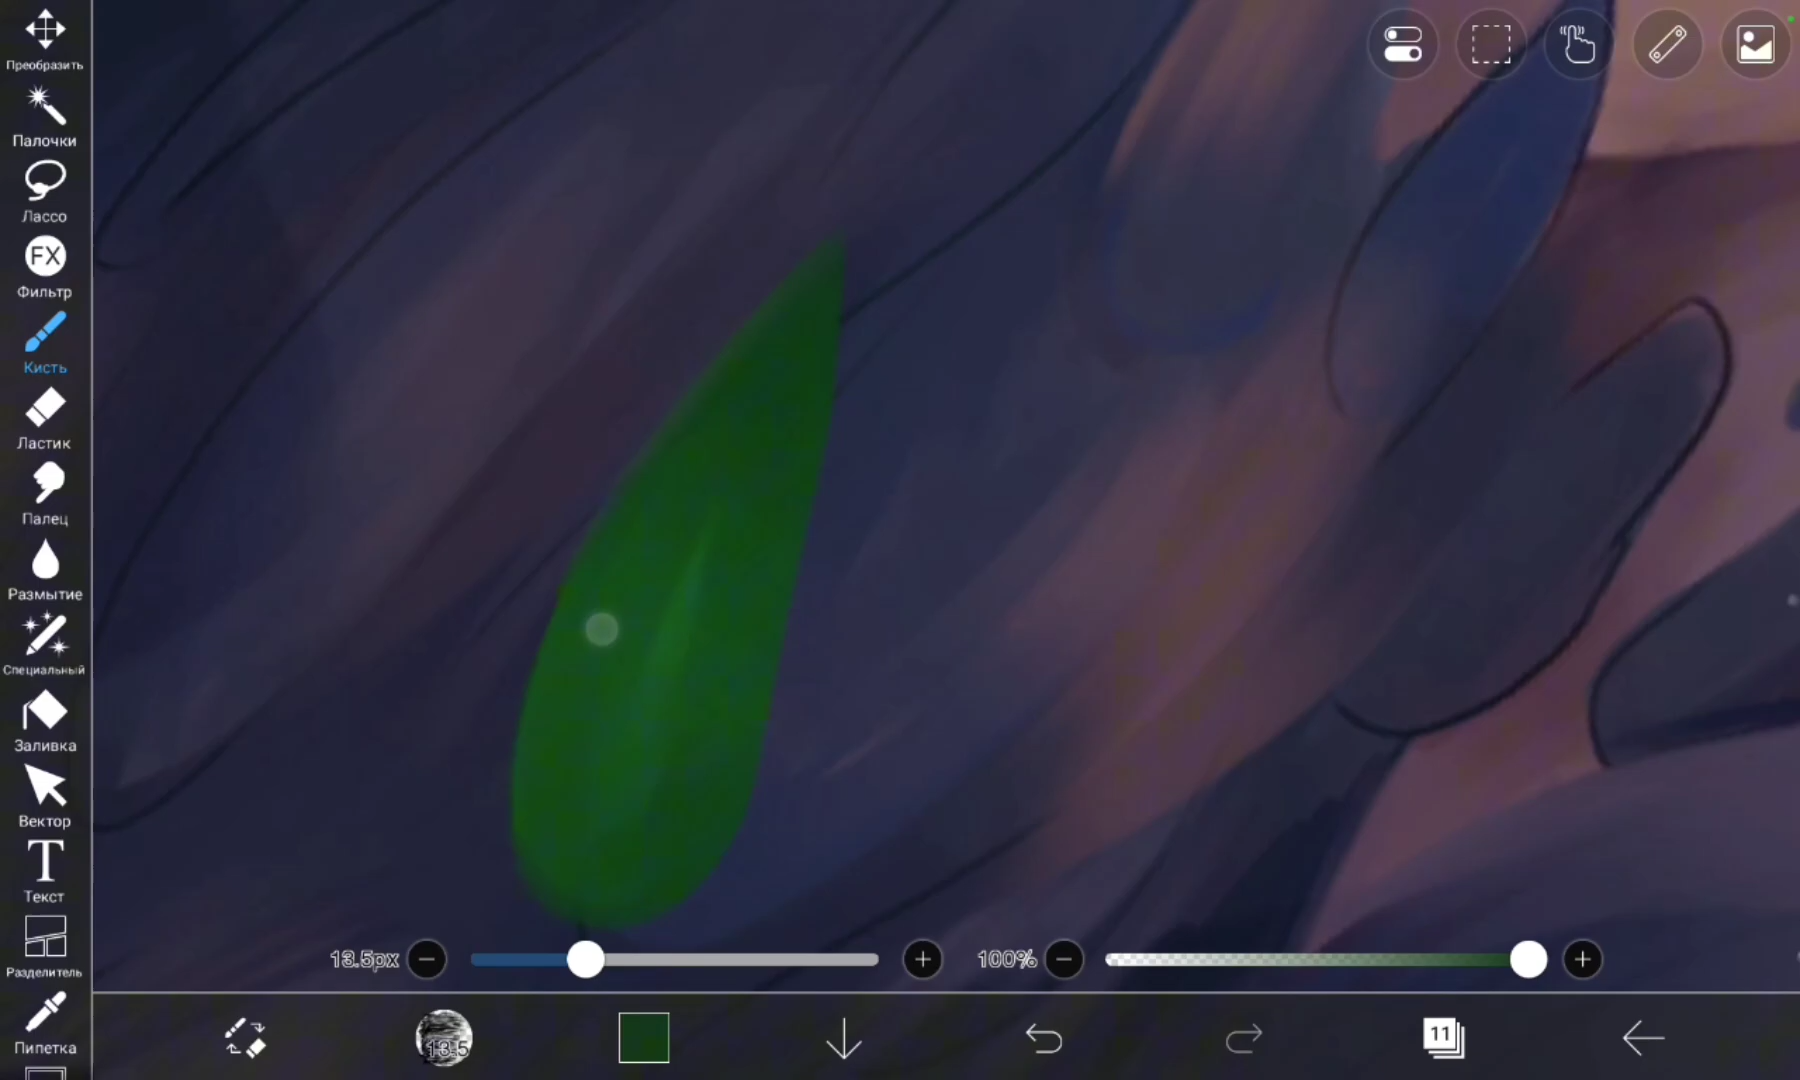 Преобразить
Палочки
Лассо
FX
Фильтр
Кисть
Ластик
Палец
Размытие
Специальный
Заливка
Вектор
T
Текст
Разделитель
Пипетка
13.5px
100%
13.5
11